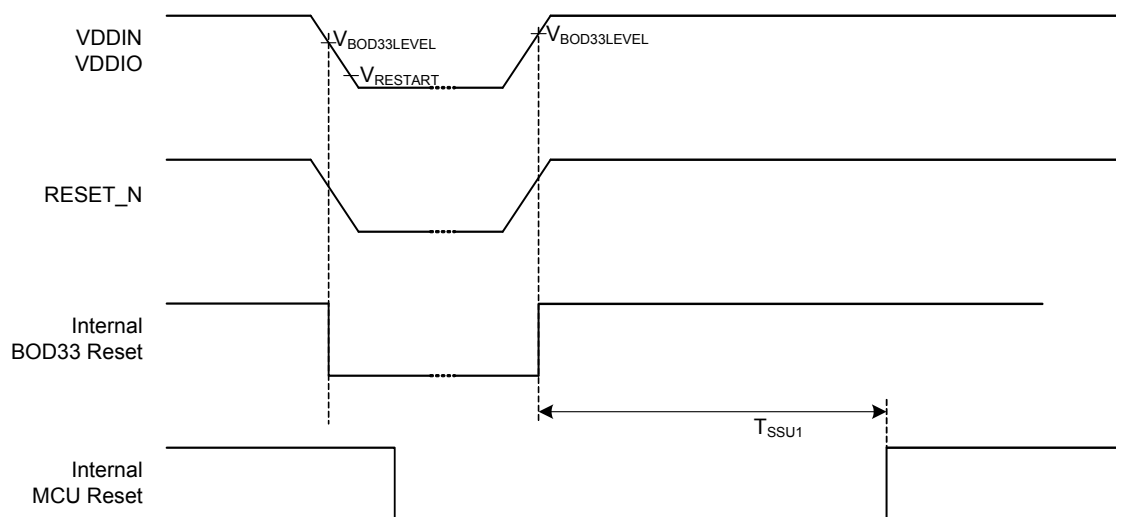 VDDIN
VDDIO
VBOD33LEVEL
VRESTART
VBOD33LEVEL
RESET_N
Internal
BOD33 Reset
TSSU1
Internal
MCU Reset